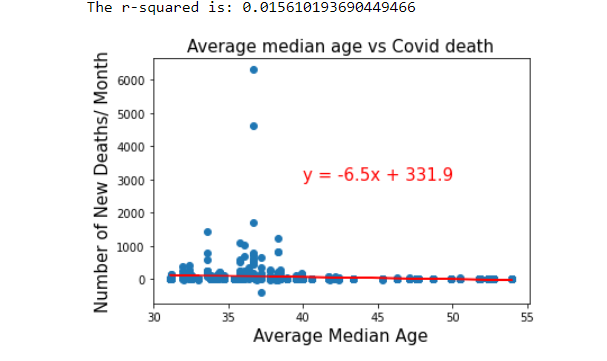 The r-squared is: 0.015610193690449466
Average median age vs Covid death
Number of New Deaths/ Month
6000
5000
4000
3000
2000
1000
0
y = -6.5x + 331.9
30
35
40
45
50
55
Average Median Age